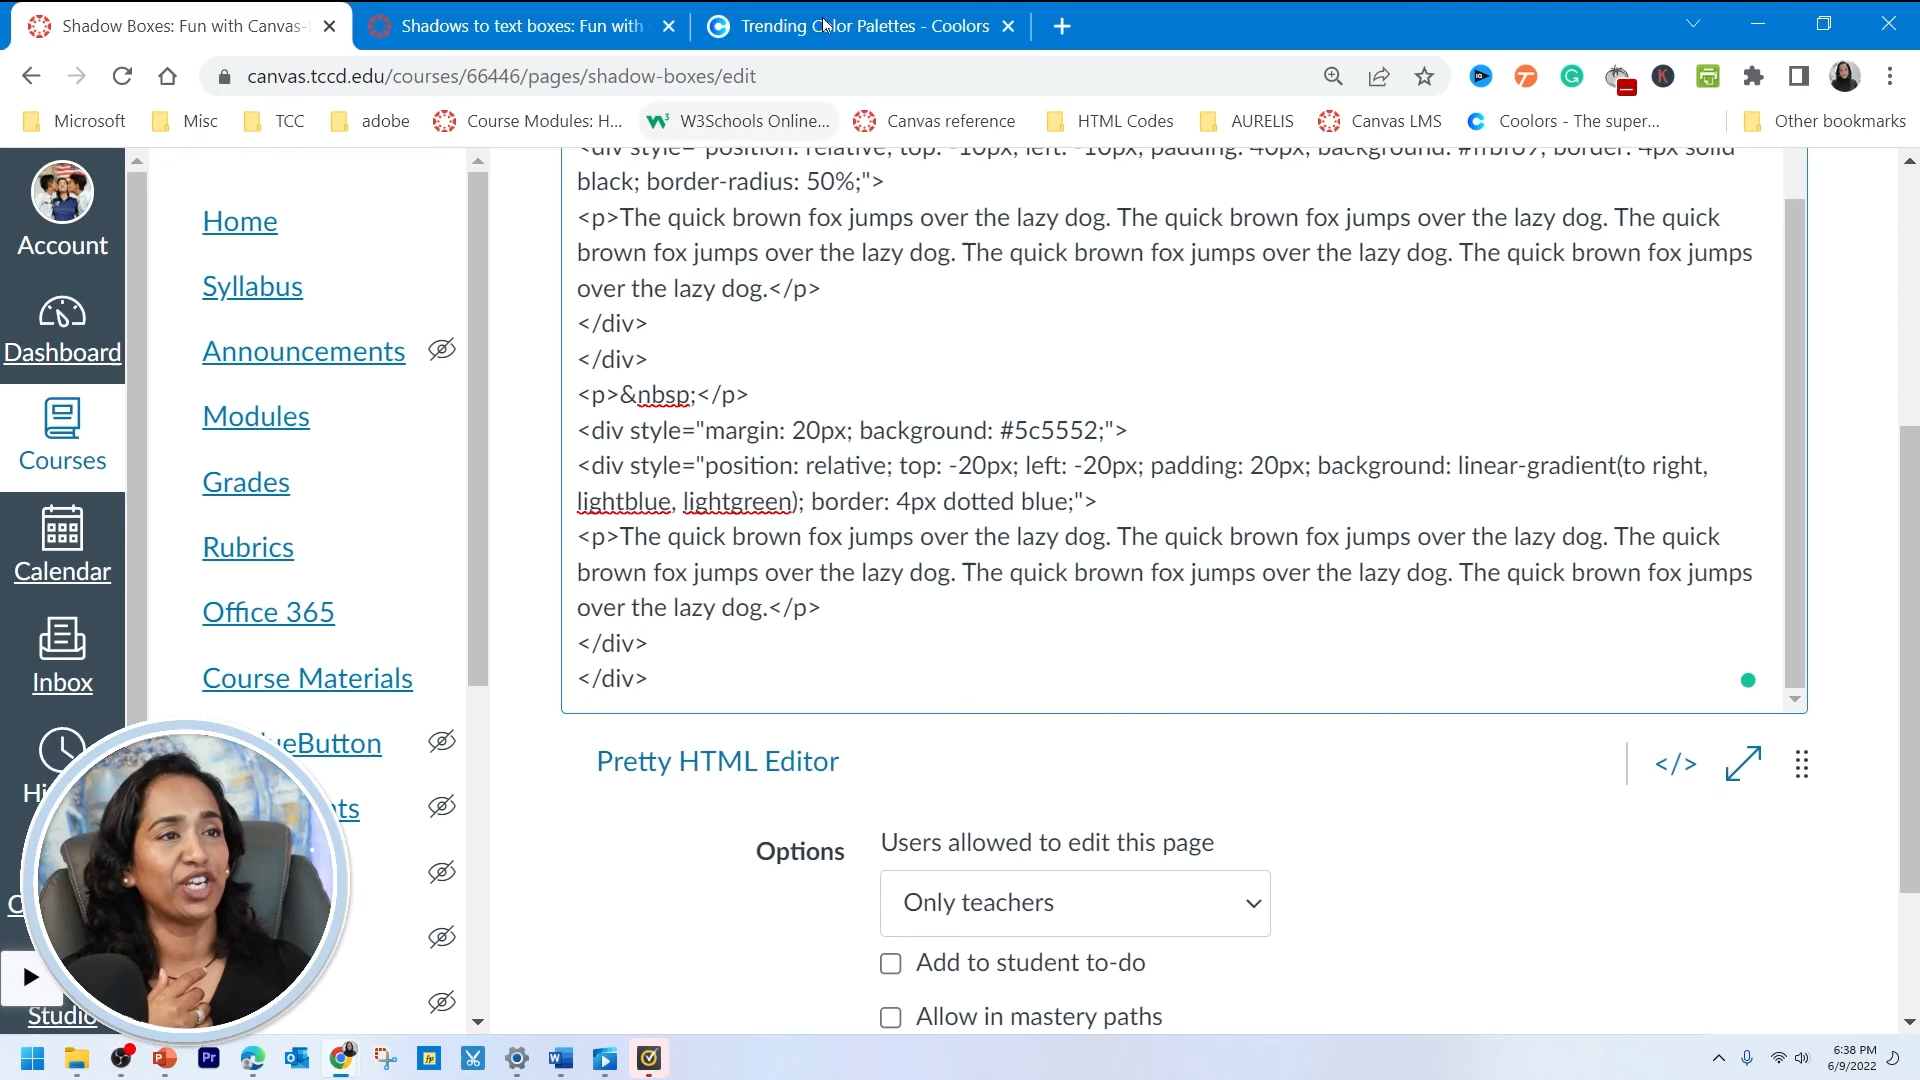 Shadow Boxes: Fun with Canvas-
Shadows to text boxes: Fun with
Trending Color Palettes - Coolors
canvas.tccd.edu/courses/66446/pages/shadow-boxes/edit
Microsoft
Misc
TCC
adobe
Course Modules: H...
W3Schools Online...
Canvas reference
HTML Codes
AURELIS
Canvas LMS
Coolors - The super...
Other bookmarks
Account
Dashboard
Courses
Calendar
Inbox
Studio
Home
Syllabus
Announcements
Modules
Grades
Rubrics
Office 365
Course Materials
ueButton
ts
black; border-radius: 50%;">
<p>The quick brown fox jumps over the lazy dog. The quick brown fox jumps over the lazy dog. The quick
brown fox jumps over the lazy dog. The quick brown fox jumps over the lazy dog. The quick brown fox jumps
over the lazy dog.</p>
</div>
</div>
<p>&nbsp;</p>
<div style="margin: 20px; background: #5c5552;">
<div style="position: relative; top: -20px; left: -20px; padding: 20px; background: linear-gradient(to right,
lightblue, lightgreen); border: 4px dotted blue;">
<p>The quick brown fox jumps over the lazy dog. The quick brown fox jumps over the lazy dog. The quick
brown fox jumps over the lazy dog. The quick brown fox jumps over the lazy dog. The quick brown fox jumps
over the lazy dog.</p>
</div>
</div>
Pretty HTML Editor
</>
Options
Users allowed to edit this page
Only teachers
Add to student to-do
Allow in mastery paths
6:38 PM
6/9/2022